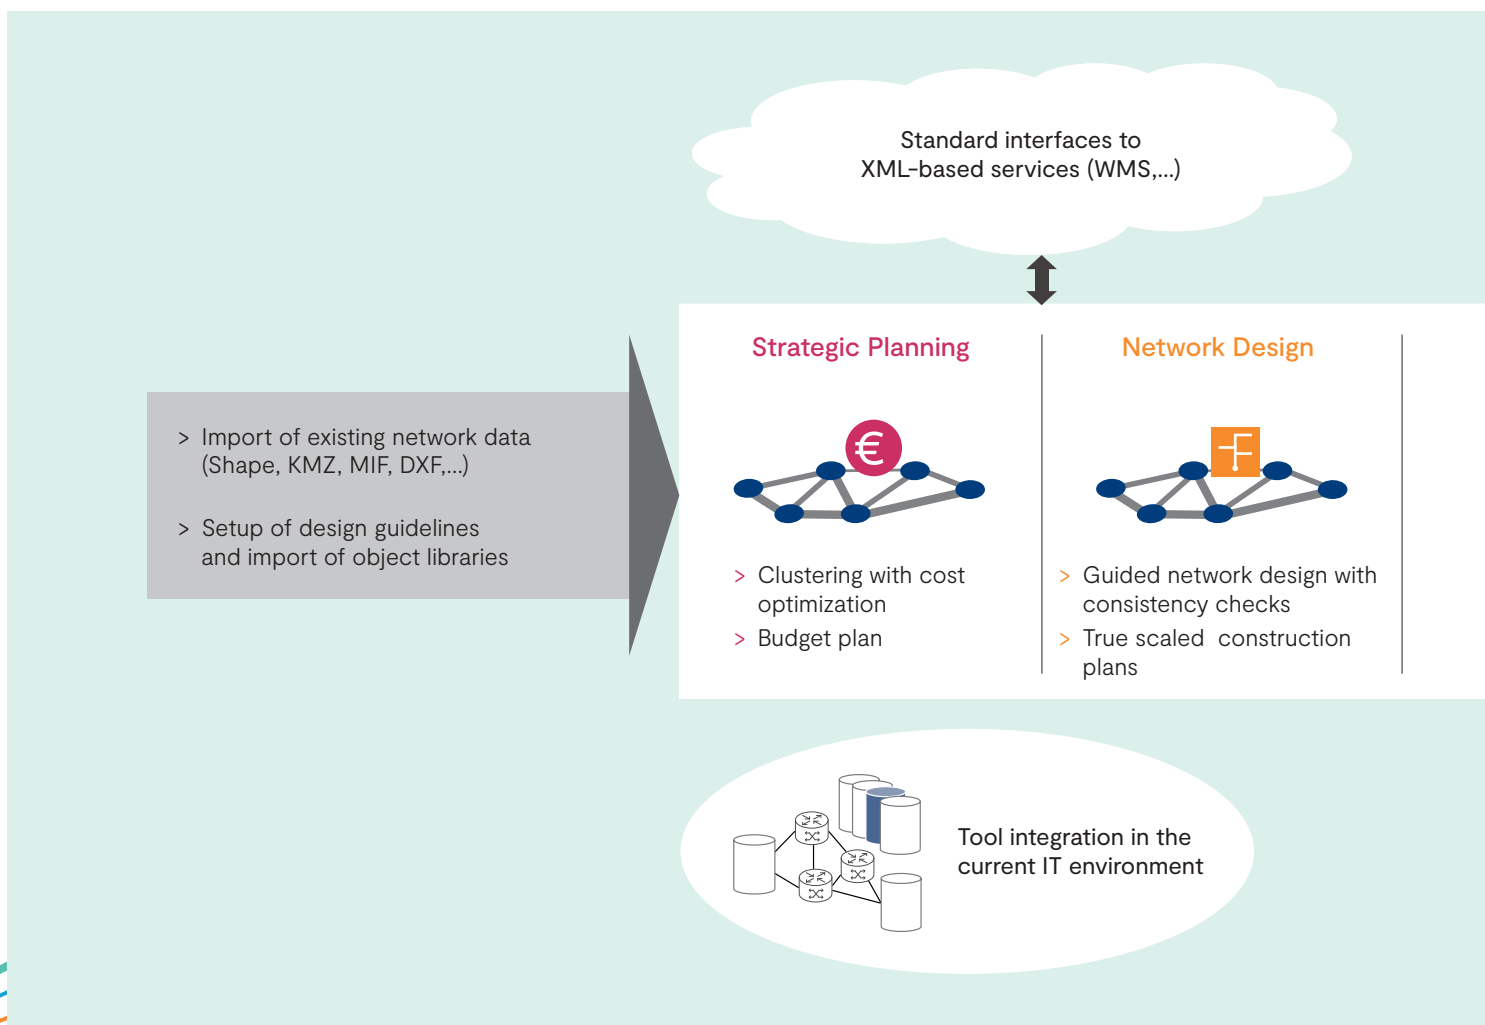 Standard interfaces to
XML-based services (WMS,...)
> Import of existing network data
(Shape, KMZ, MIF, DXF,...)
> Setup of design guidelines
and import of object libraries
Strategic Planning
€
> Clustering with cost
optimization
> Budget plan
Network Design
> Guided network design with
consistency checks
> True scaled construction
plans
Tool integration in the
current IT environment